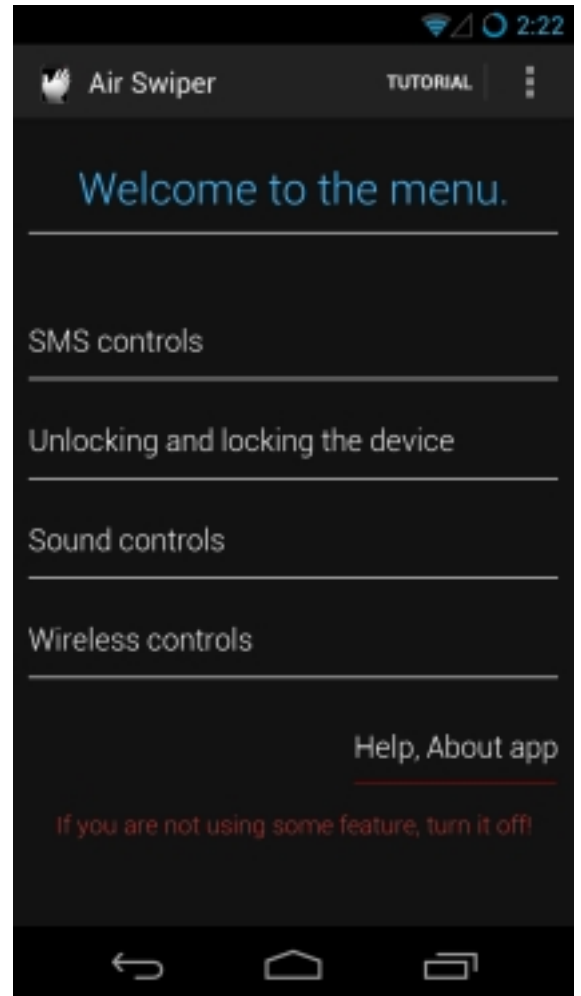 2:22
Air Swiper TUTORIAL
Welcome to the menu.
SMS controls
Unlocking and locking the device
Sound controls
Wireless controls
Help, About app
If you are not using some feature, turn it off!